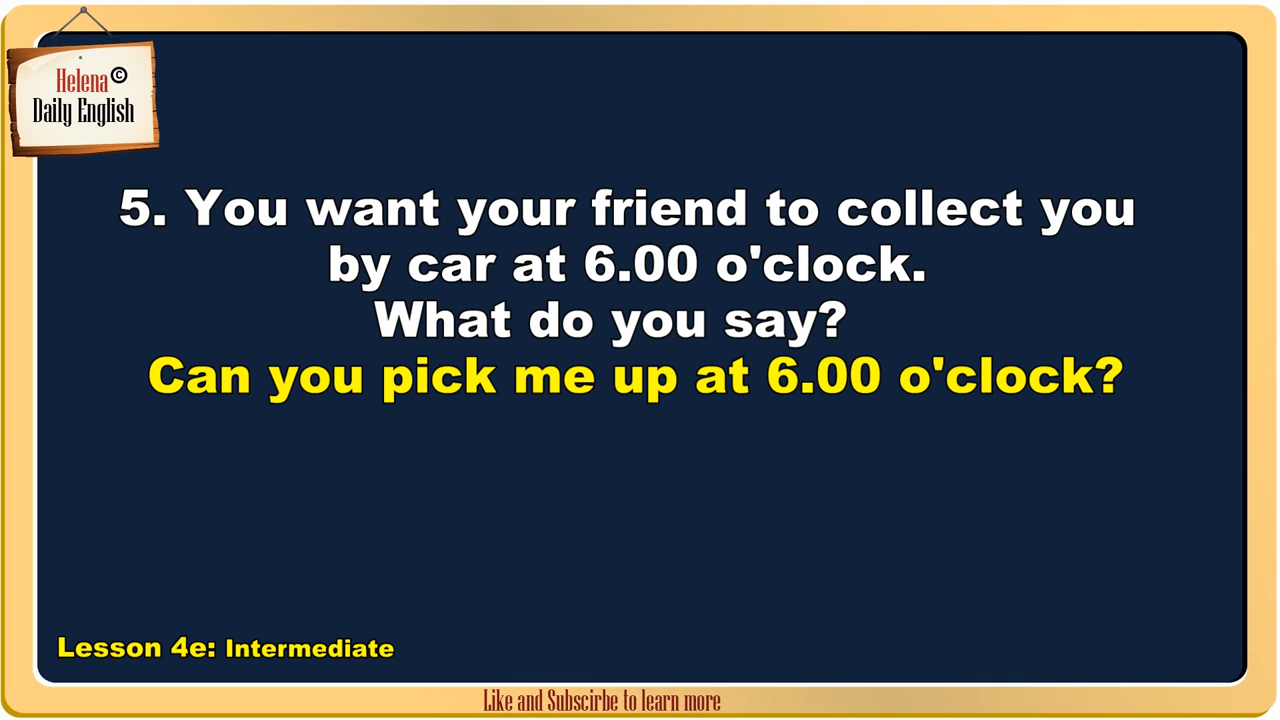 Helena ©
Daily English
5. You want your friend to collect you
by car at 6.00 o'clock.
What do you say?
Can you pick me up at 6.00 o'clock?
Lesson 4e: Intermediate
Like and Subscirbe to learn more